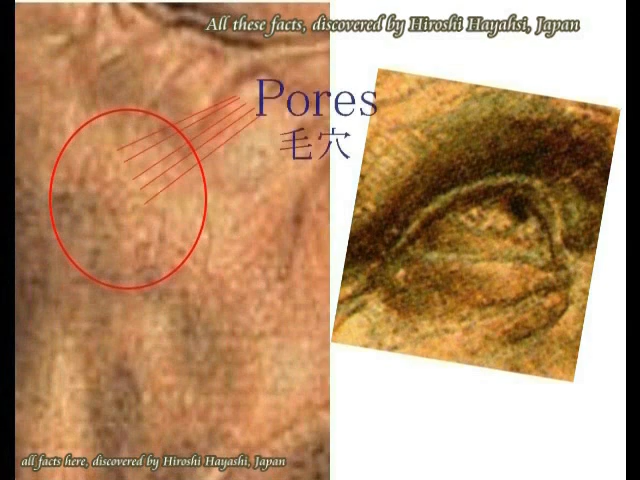 All these facts, discovered by Hiroshi Hayahsi, Japan
Pores
毛穴
all facts here, discovered by Hiroshi Hayashi, Japan